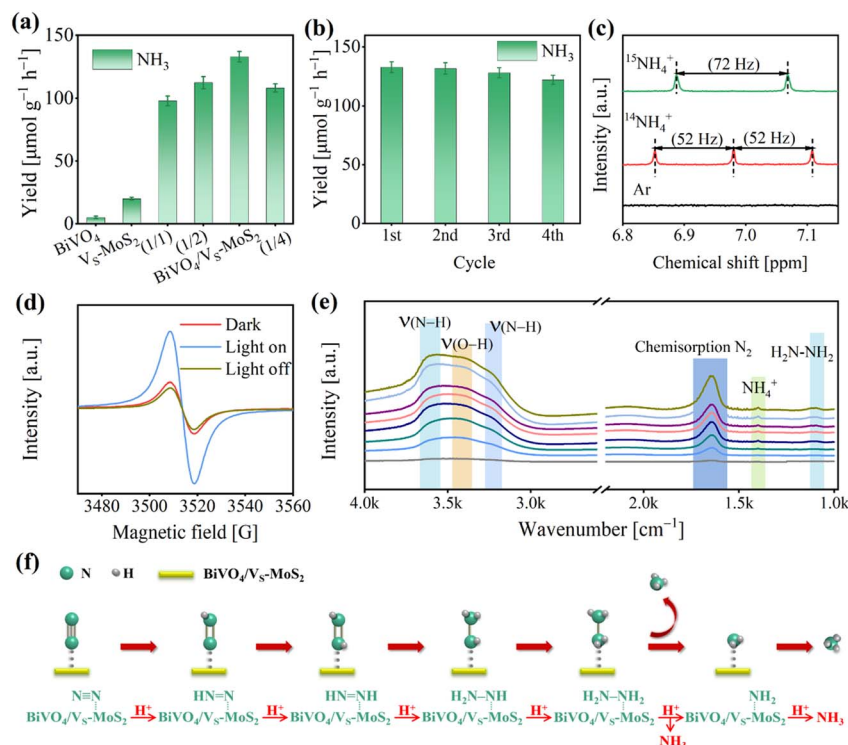 (a)
Yield [μmol g⁻¹ h⁻¹]
150
100
50
0
NH₃
BiVO₄
Vₛ-MoS₂
(1/1)
(1/2)
BiVO₄/Vₛ-MoS₂
(1/4)
(b)
Yield [μmol g⁻¹ h⁻¹]
150
100
50
0
NH₃
1st 2nd 3rd 4th
Cycle
(c)
Intensity [a.u.]
¹⁵NH₄⁺
(72 Hz)
¹⁴NH₄⁺
(52 Hz) (52 Hz)
Ar
6.8 6.9 7.0 7.1
Chemical shift [ppm]
(d)
Intensity [a.u.]
Dark
Light on
Light off
3480 3500 3520 3540 3560
Magnetic field [G]
(e)
Intensity [a.u.]
ν(N–H)
ν(O–H)
ν(N–H)
Chemisorption N₂
NH₄⁺
H₂N-NH₂
4.0k 3.5k 3.0k 2.0k 1.5k 1.0k
Wavenumber [cm⁻¹]
(f)
N H BiVO₄/Vₛ-MoS₂
N≡N HN=N HN=NH H₂N–NH H₂N–NH₂ NH₂
BiVO₄/Vₛ-MoS₂ H⁺ BiVO₄/Vₛ-MoS₂ H⁺ BiVO₄/Vₛ-MoS₂ H⁺ BiVO₄/Vₛ-MoS₂ H⁺ BiVO₄/Vₛ-MoS₂ H⁺ BiVO₄/Vₛ-MoS₂ H⁺ NH₃
NH₃